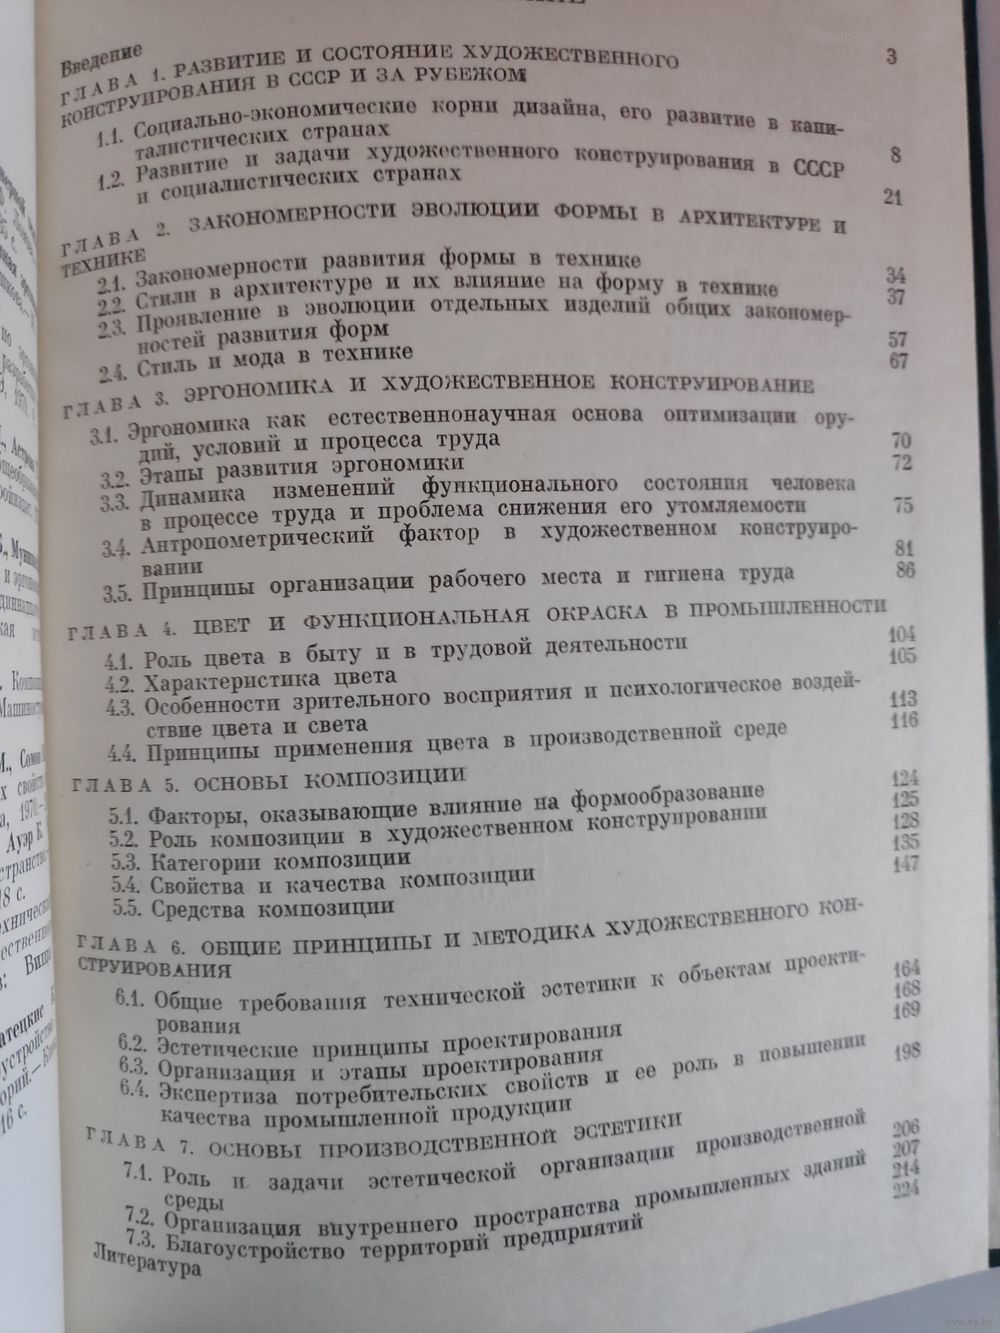 Введение 3
ГЛАВА 1. РАЗВИТИЕ И СОСТОЯНИЕ ХУДОЖЕСТВЕННОГО
КОНСТРУИРОВАНИЯ В СССР И ЗА РУБЕЖОМ
1.1. Социально-экономические корни дизайна, его развитие в капи-
талистических странах 8
1.2. Развитие и задачи художественного конструирования в СССР
и социалистических странах 21
ГЛАВА 2. ЗАКОНОМЕРНОСТИ ЭВОЛЮЦИИ ФОРМЫ В АРХИТЕКТУРЕ И
ТЕХНИКЕ
2.1. Закономерности развития формы в технике 34
2.2. Стили в архитектуре и их влияние на форму в технике 37
2.3. Проявление в эволюции отдельных изделий общих закономер-
ностей развития форм 57
2.4. Стиль и мода в технике 67
ГЛАВА 3. ЭРГОНОМИКА И ХУДОЖЕСТВЕННОЕ КОНСТРУИРОВАНИЕ
3.1. Эргономика как естественнонаучная основа оптимизации ору-
дий, условий и процесса труда 70
3.2. Этапы развития эргономики 72
3.3. Динамика изменений функционального состояния человека
в процессе труда и проблема снижения его утомляемости 75
3.4. Антропометрический фактор в художественном конструиро-
вании 81
3.5. Принципы организации рабочего места и гигиена труда 86
ГЛАВА 4. ЦВЕТ И ФУНКЦИОНАЛЬНАЯ ОКРАСКА В ПРОМЫШЛЕННОСТИ
4.1. Роль цвета в быту и в трудовой деятельности 104
4.2. Характеристика цвета 105
4.3. Особенности зрительного восприятия и психологическое воздей-
ствие цвета и света 113
4.4. Принципы применения цвета в производственной среде 116
ГЛАВА 5. ОСНОВЫ КОМПОЗИЦИИ
5.1. Факторы, оказывающие влияние на формообразование 124
5.2. Роль композиции в художественном конструировании 125
5.3. Категории композиции 128
5.4. Свойства и качества композиции 135
5.5. Средства композиции 147
ГЛАВА 6. ОБЩИЕ ПРИНЦИПЫ И МЕТОДИКА ХУДОЖЕСТВЕННОГО КОН-
СТРУИРОВАНИЯ
6.1. Общие требования технической эстетики к объектам проекти-
рования 164
6.2. Эстетические принципы проектирования 168
6.3. Организация и этапы проектирования 169
6.4. Экспертиза потребительских свойств и ее роль в повышении
качества промышленной продукции 198
ГЛАВА 7. ОСНОВЫ ПРОИЗВОДСТВЕННОЙ ЭСТЕТИКИ
7.1. Роль и задачи эстетической организации производственной
среды 206
7.2. Организация внутреннего пространства промышленных зданий 207
7.3. Благоустройство территорий предприятий 214
Литература 224
www.ay.by